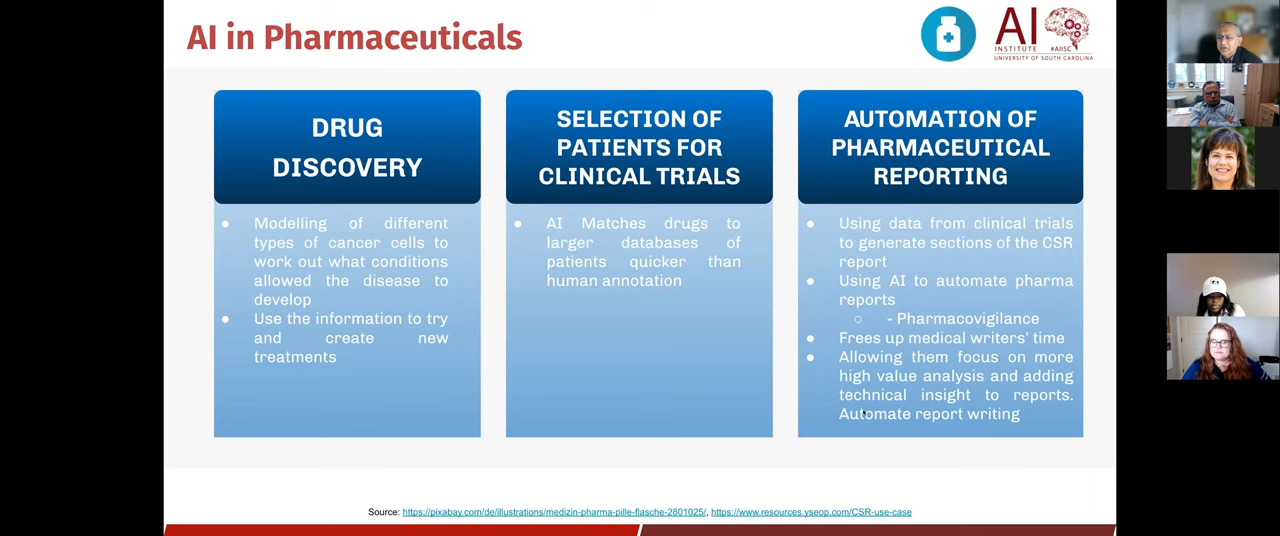 AI in Pharmaceuticals
AI
INSTITUTE #AIISC
UNIVERSITY OF SOUTH CAROLINA
DRUG
DISCOVERY
● Modelling of different
types of cancer cells to
work out what conditions
allowed the disease to
develop
● Use the information to try
and create new
treatments
SELECTION OF
PATIENTS FOR
CLINICAL TRIALS
● AI Matches drugs to
larger databases of
patients quicker than
human annotation
AUTOMATION OF
PHARMACEUTICAL
REPORTING
● Using data from clinical trials
to generate sections of the CSR
report
● Using AI to automate pharma
reports
○ - Pharmacovigilance
● Frees up medical writers' time
● Allowing them focus on more
high value analysis and adding
technical insight to reports.
Automate report writing
Source: https://pixabay.com/de/illustrations/medizin-pharma-pille-flasche-2801025/, https://www.resources.yseop.com/CSR-use-case